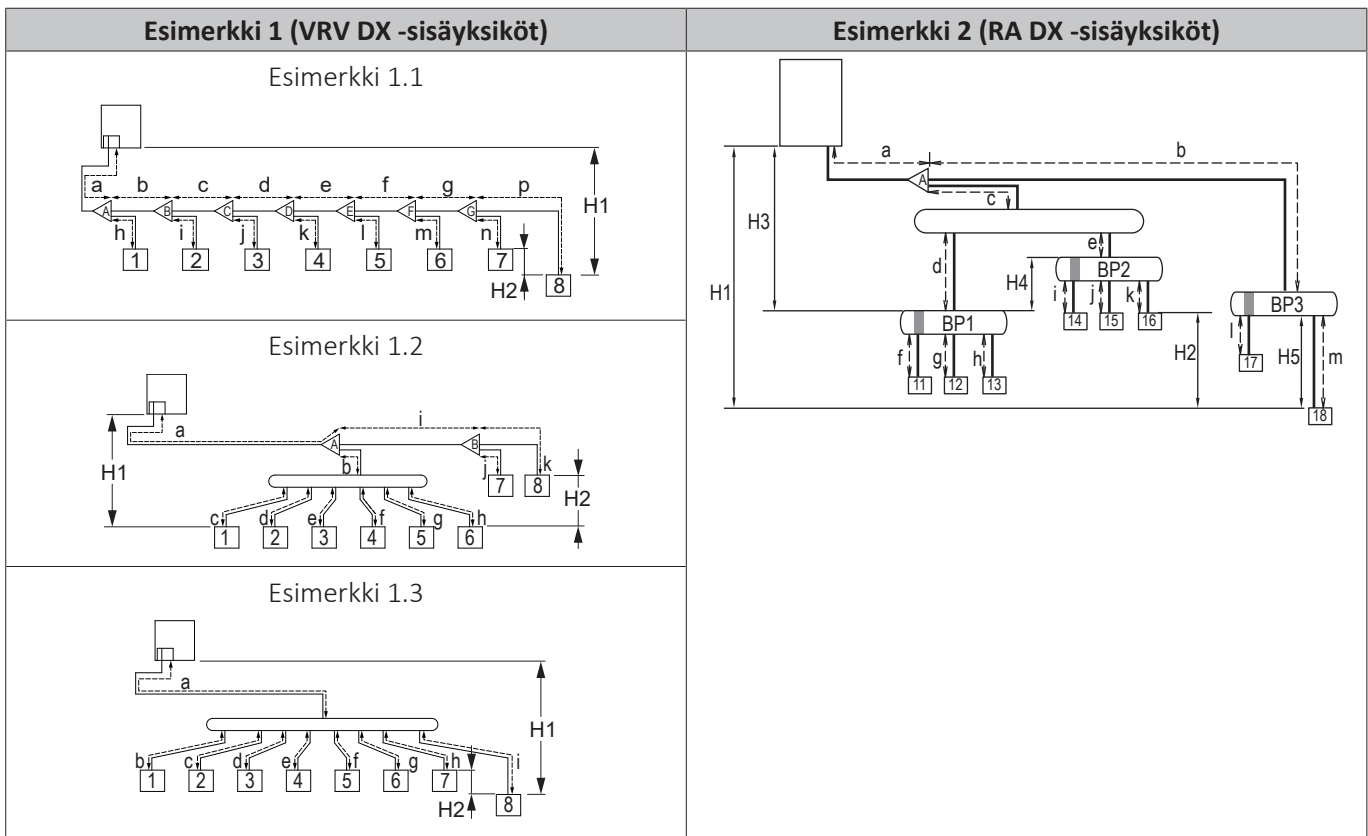 Esimerkki 1 (VRV DX -sisäyksiköt)
Esimerkki 1.1
a b c d e f g p
A B C D E F G
h i j k l m n
1 2 3 4 5 6 7
8
H1
H2
Esimerkki 1.2
a
i
A B
b j k
7 8
H1
H2
c d e f g h
1 2 3 4 5 6
Esimerkki 1.3
a
H1
b c d e f g h i
1 2 3 4 5 6 7
H2
8
Esimerkki 2 (RA DX -sisäyksiköt)
a b
A
c
H3
e
d
BP2
H4
i j k
14 15 16
H1
BP1
BP3
f g h
11 12 13
H2
l
17
H5
m
18